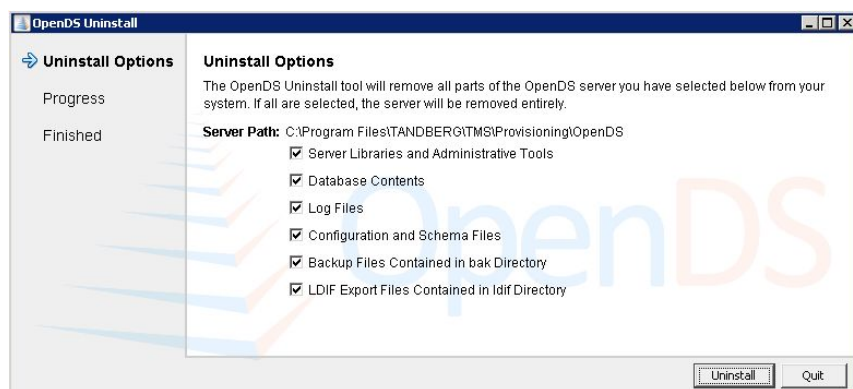 OpenDS Uninstall
Uninstall Options
Progress
Finished
Uninstall Options
The OpenDS Uninstall tool will remove all parts of the OpenDS server you have selected below from your
system. If all are selected, the server will be removed entirely.
Server Path: C:\Program Files\TANDBERG\TMS\Provisioning\OpenDS
Server Libraries and Administrative Tools
Database Contents
Log Files
Configuration and Schema Files
Backup Files Contained in bak Directory
LDIF Export Files Contained in ldif Directory
OpenDS
Uninstall
Quit